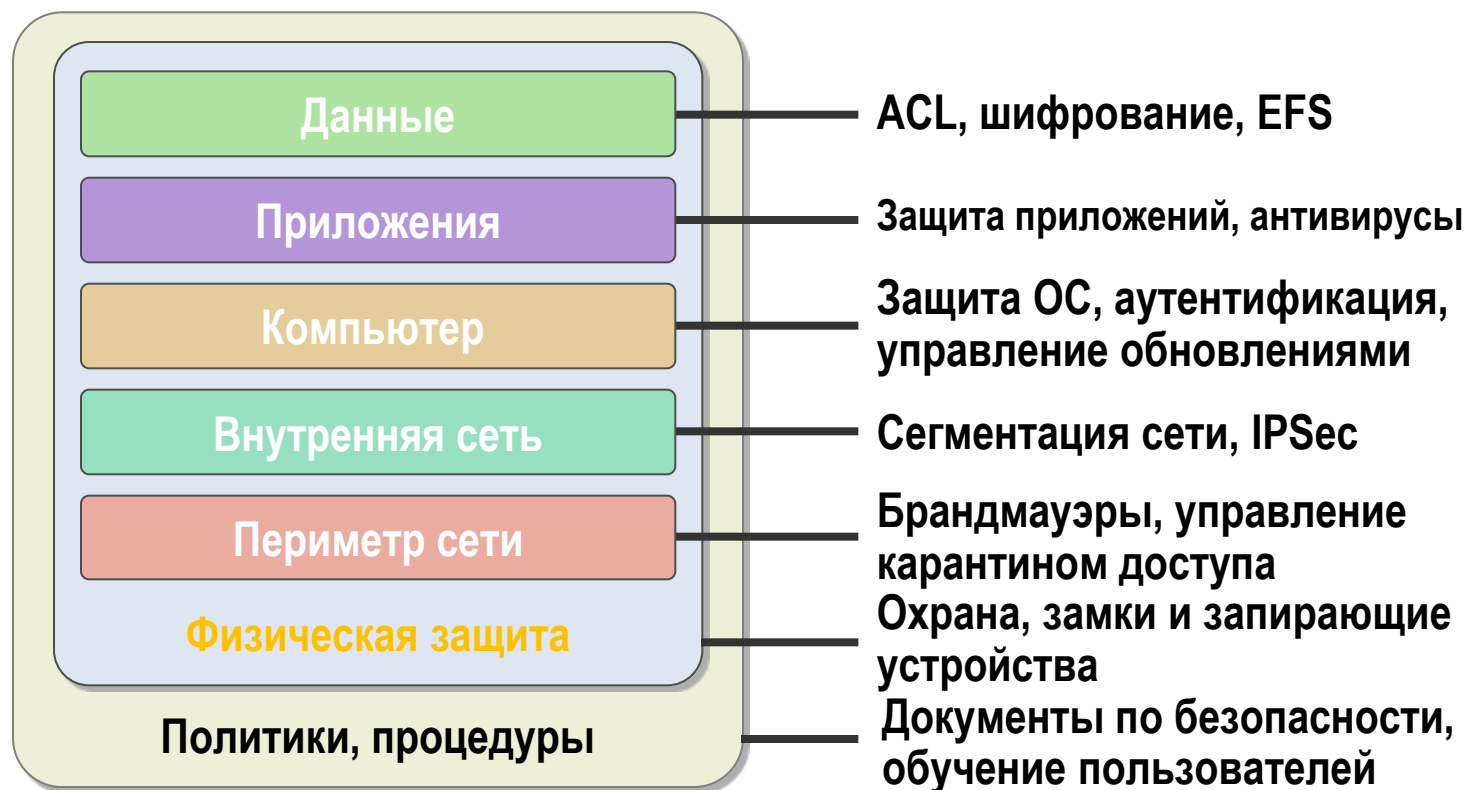 Данные
ACL, шифрование, EFS
Приложения
Защита приложений, антивирусы
Компьютер
Защита ОС, аутентификация,
управление обновлениями
Внутренняя сеть
Сегментация сети, IPSec
Периметр сети
Брандмауэры, управление
карантином доступа
Физическая защита
Охрана, замки и запирающие
устройства
Политики, процедуры
Документы по безопасности,
обучение пользователей